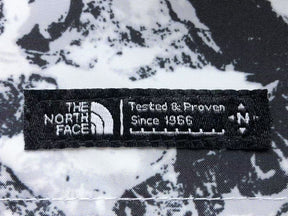 THE
NORTH
FACE
Tested & Proven
Since 1966
N